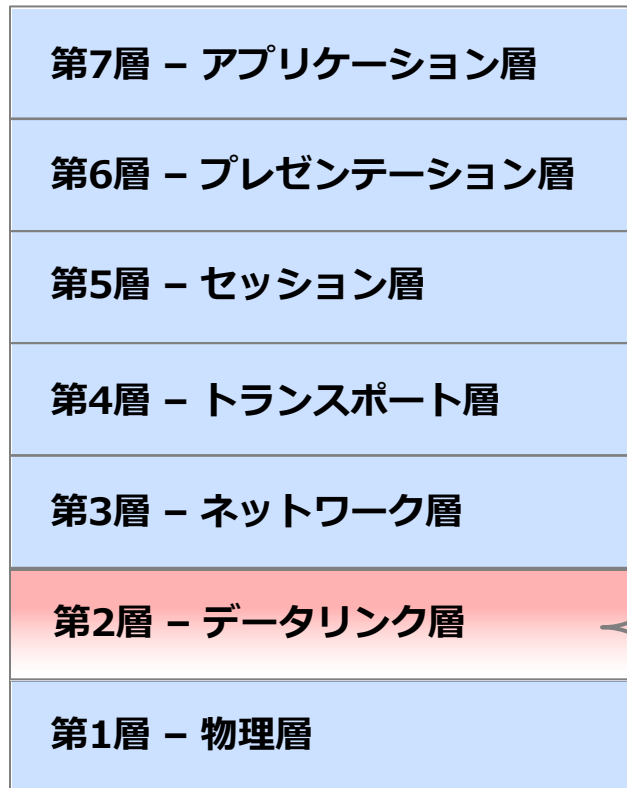 第7層 – アプリケーション層
第6層 – プレゼンテーション層
第5層 – セッション層
第4層 – トランスポート層
第3層 – ネットワーク層
第2層 – データリンク層
第1層 – 物理層